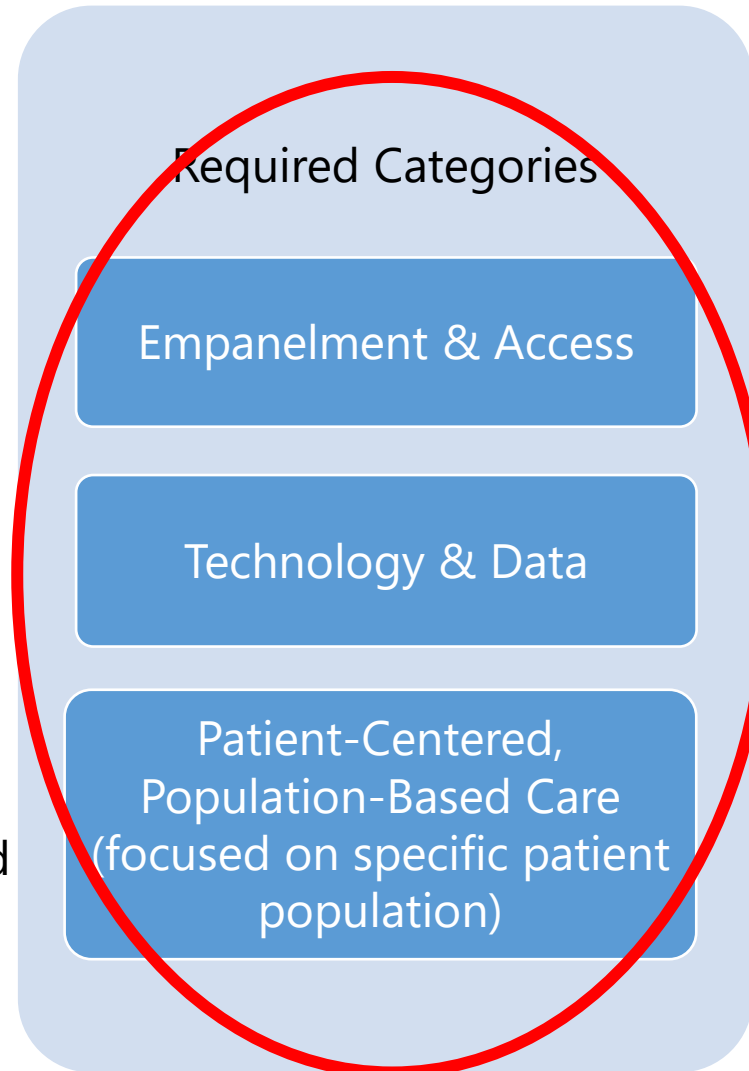 Required Categories
Empanelment & Access
Technology & Data
Patient-Centered,
Population-Based Care
(focused on specific patient
population)